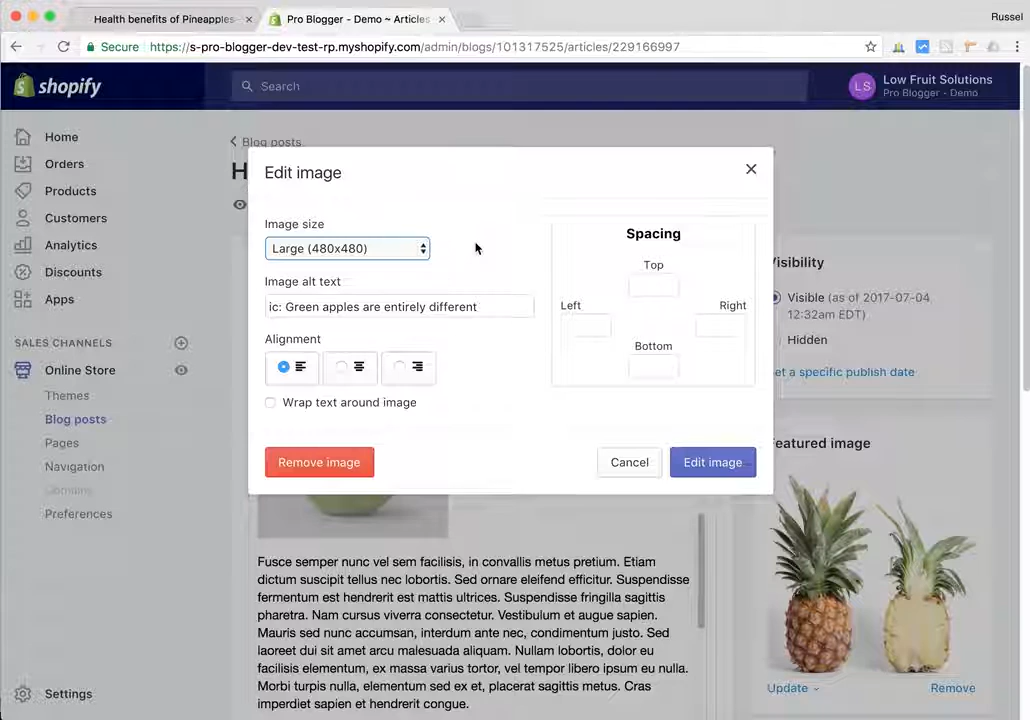 Health benefits of Pineapples
Pro Blogger - Demo ~ Articles
Russel
Secure
https://s-pro-blogger-dev-test-rp.myshopify.com/admin/blogs/101317525/articles/229166997
shopify
Search
LS
Low Fruit Solutions
Pro Blogger - Demo
Home
Orders
Products
Customers
Analytics
Discounts
Apps
SALES CHANNELS
Online Store
Themes
Blog posts
Pages
Navigation
Domains
Preferences
Settings
Blog posts
H
Edit image
Image size
Large (480x480)
Image alt text
ic: Green apples are entirely different
Alignment
Wrap text around image
Spacing
Top
Left
Right
Bottom
Remove image
Cancel
Edit image
Visibility
Visible (as of 2017-07-04
12:32am EDT)
Hidden
et a specific publish date
Featured image
Update
Remove
Fusce semper nunc vel sem facilisis, in convallis metus pretium. Etiam
dictum suscipit tellus nec lobortis. Sed ornare eleifend efficitur. Suspendisse
fermentum est hendrerit est mattis ultrices. Suspendisse fringilla sagittis
pharetra. Nam cursus viverra consectetur. Vestibulum et augue sapien.
Mauris sed nunc accumsan, interdum ante nec, condimentum justo. Sed
laoreet dui sit amet arcu malesuada aliquam. Nullam lobortis, dolor eu
facilisis elementum, ex massa varius tortor, vel tempor libero ipsum eu nulla.
Morbi turpis nulla, elementum sed ex et, placerat sagittis metus. Cras
imperdiet sapien et hendrerit congue.